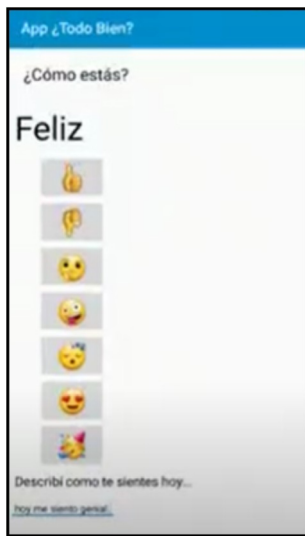 App ¿Todo Bien?
¿Cómo estás?
Feliz
Describí como te sientes hoy...
hoy me siento genial..